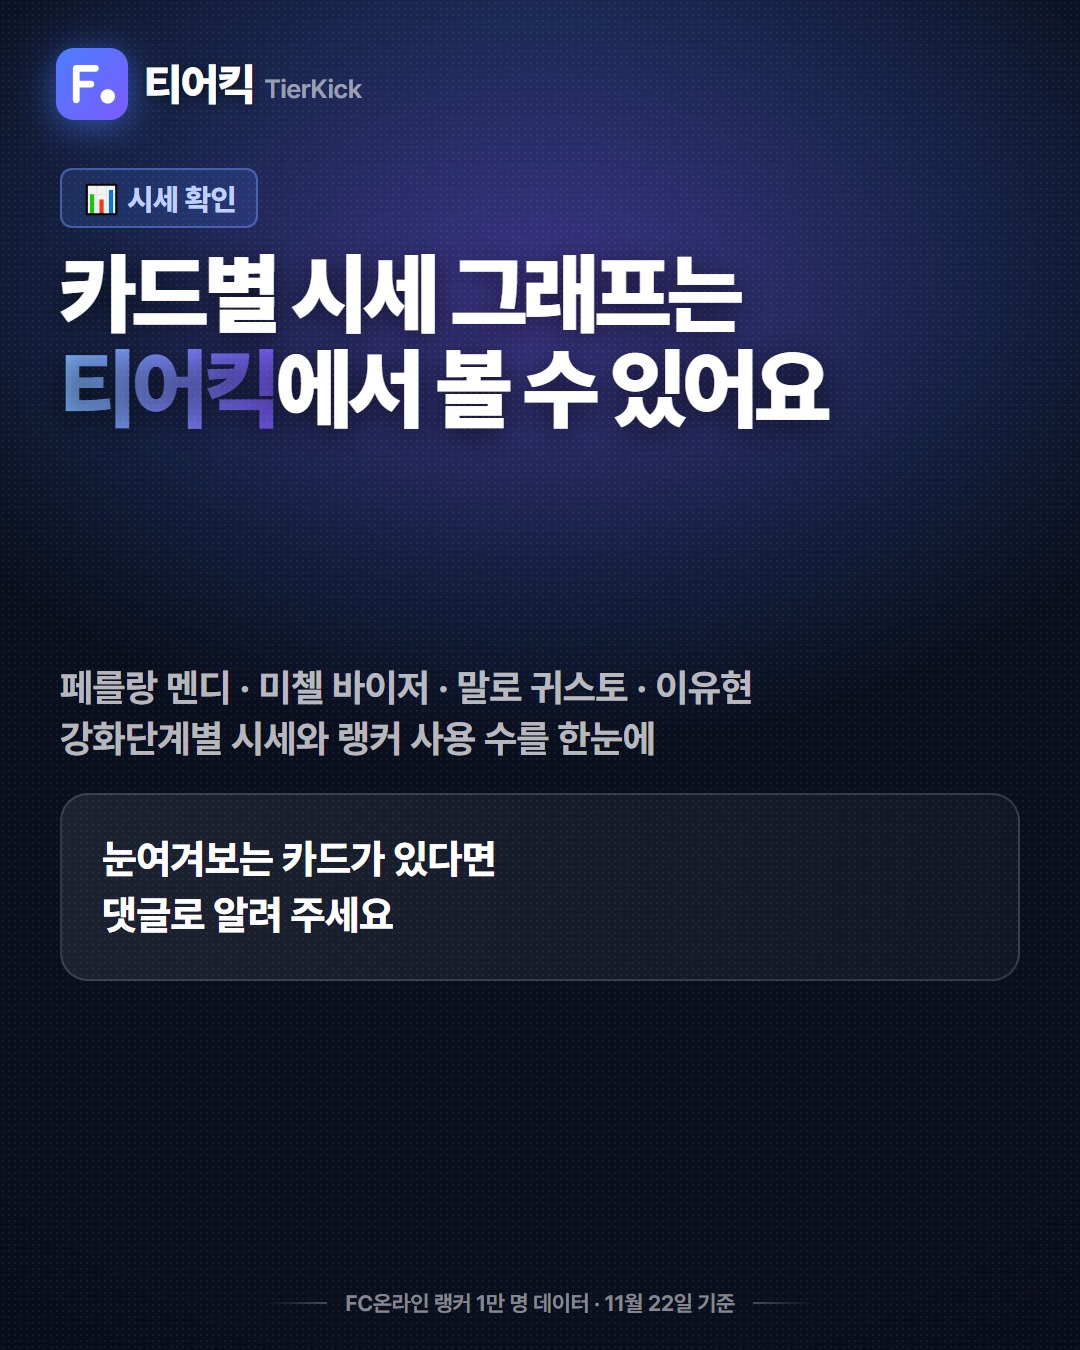 F.
티어킥 TierKick
📊 시세 확인
카드별 시세 그래프는
티어킥에서 볼 수 있어요
페를랑 멘디 · 미첼 바이저 · 말로 귀스토 · 이유현
강화단계별 시세와 랭커 사용 수를 한눈에
눈여겨보는 카드가 있다면
댓글로 알려 주세요
FC온라인 랭커 1만 명 데이터 · 11월 22일 기준